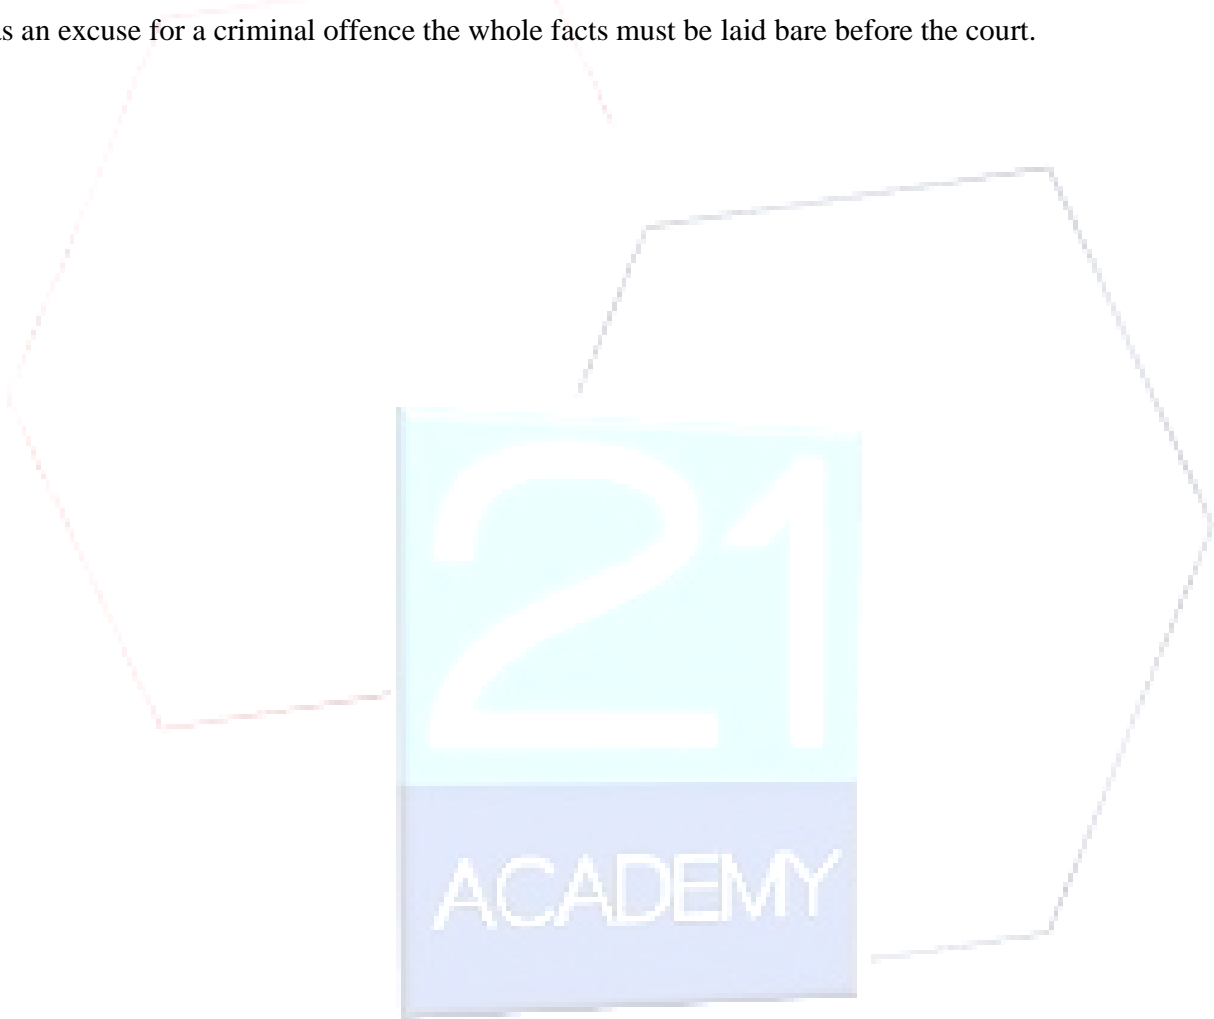 s an excuse for a criminal offence the whole facts must be laid bare before the court.
21
ACADEMY